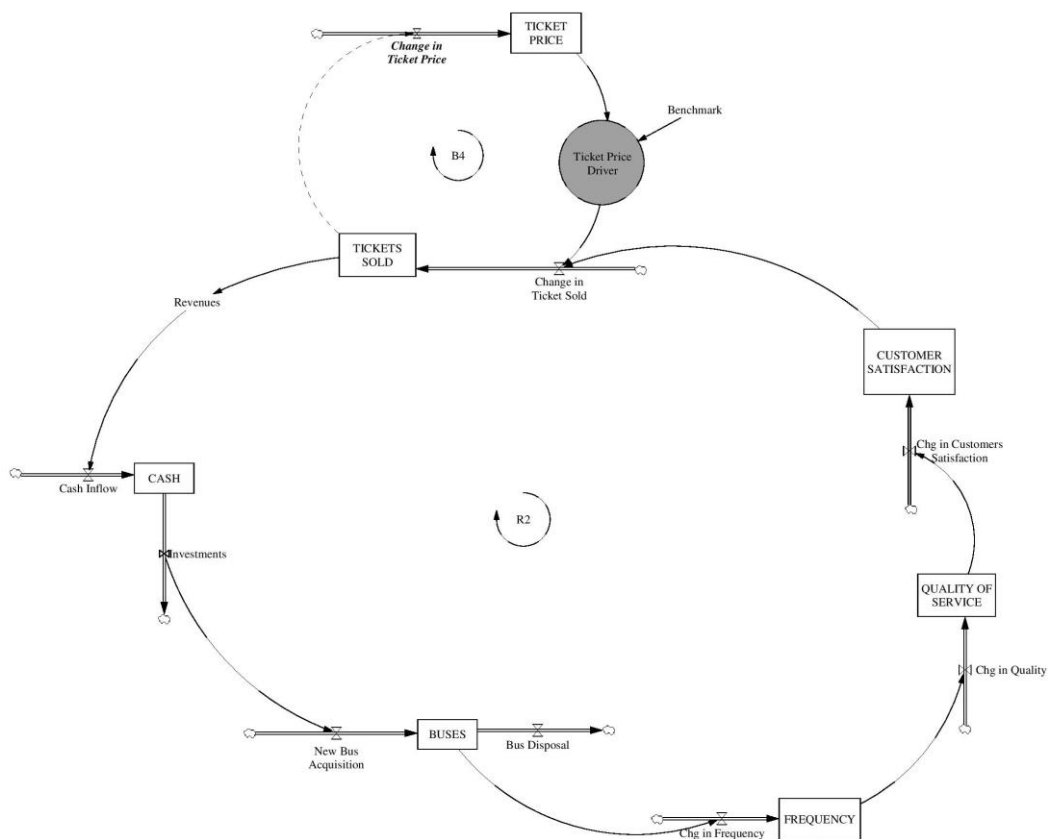 TICKET
PRICE
Change in
Ticket Price
Benchmark
B4
Ticket Price
Driver
TICKETS
SOLD
Change in
Ticket Sold
Revenues
CUSTOMER
SATISFACTION
Chg in Customers
Satisfaction
CASH
Cash Inflow
R2
Investments
QUALITY OF
SERVICE
Chg in Quality
BUSES
New Bus
Acquisition
Bus Disposal
FREQUENCY
Chg in Frequency